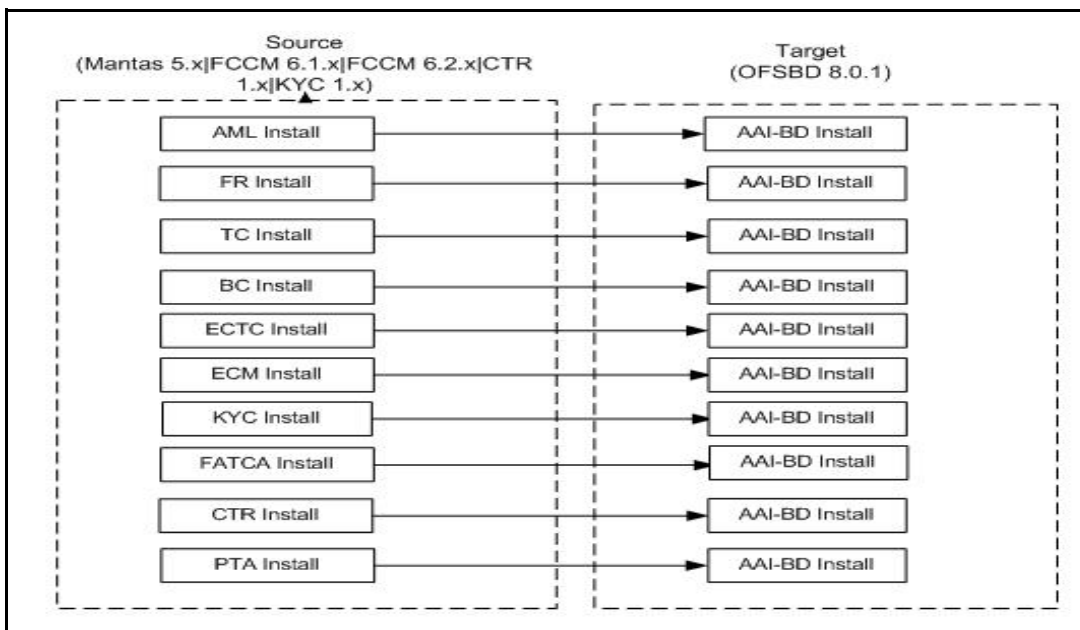 Source
(Mantas 5.x|FCCM 6.1.x|FCCM 6.2.x|CTR
1.x|KYC 1.x)
Target
(OFSBD 8.0.1)
AML Install
AAI-BD Install
FR Install
AAI-BD Install
TC Install
AAI-BD Install
BC Install
AAI-BD Install
ECTC Install
AAI-BD Install
ECM Install
AAI-BD Install
KYC Install
AAI-BD Install
FATCA Install
AAI-BD Install
CTR Install
AAI-BD Install
PTA Install
AAI-BD Install